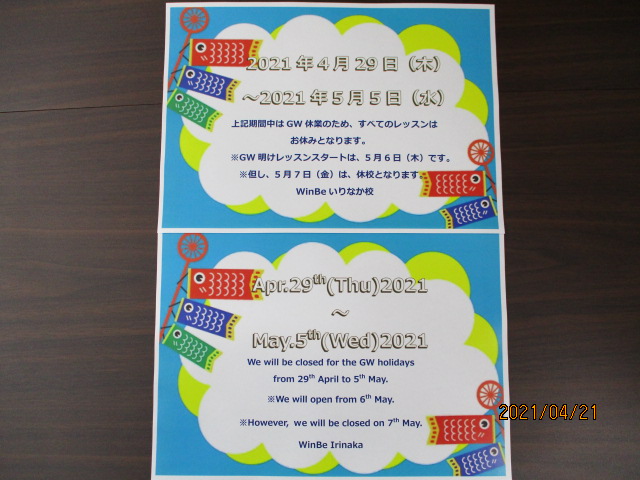 2021年4月29日（木）
～2021年5月5日（水）
上記期間中はGW休業のため、すべてのレッスンは
お休みとなります。
※GW明けレッスンスタートは、5月6日（木）です。
※但し、5月7日（金）は、休校となります
WinBeいりなか校
Apr.29th(Thu)2021
～
May.5th(Wed)2021
We will be closed for the GW holidays
from 29th April to 5th May.
※We will open from 6th May.
※However, we will be closed on 7th May.
WinBe Irinaka
2021/04/21